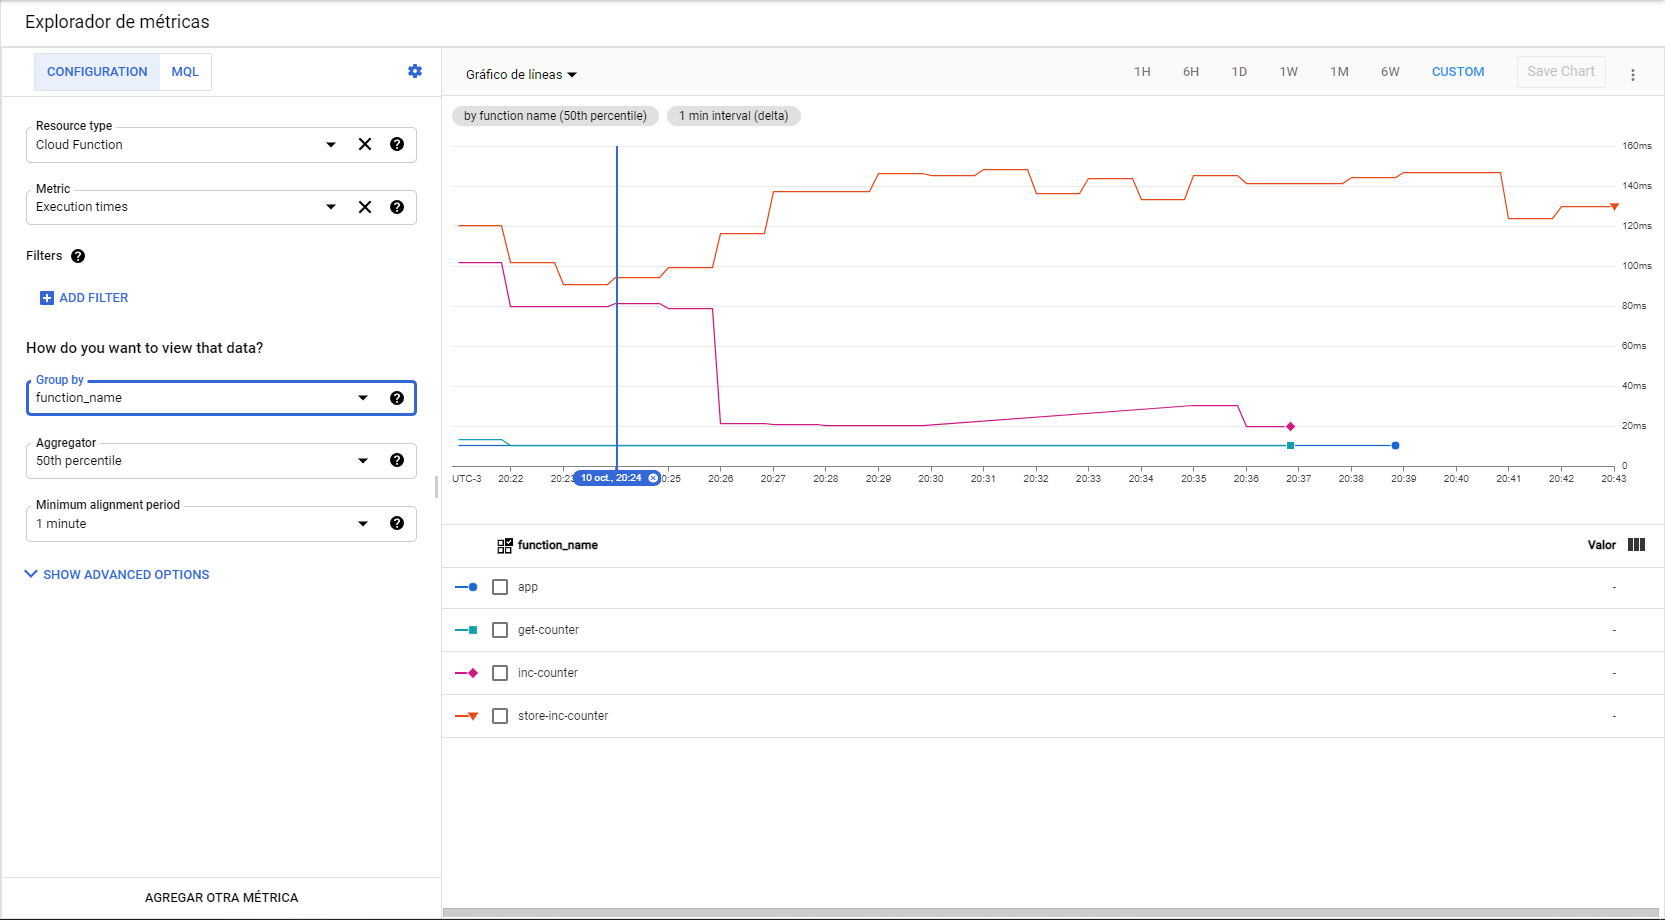 Explorador de métricas
CONFIGURATION MQL
Resource type
Cloud Function
Metric
Execution times
Filters
ADD FILTER
How do you want to view that data?
Group by
function_name
Aggregator
50th percentile
Minimum alignment period
1 minute
SHOW ADVANCED OPTIONS
AGREGAR OTRA MÉTRICA
Gráfico de líneas
1H 6H 1D 1W 1M 6W CUSTOM Save Chart
by function name (50th percentile) 1 min interval (delta)
160ms
140ms
120ms
100ms
80ms
60ms
40ms
20ms
0
UTC-3 20:22 20:23 10 oct., 20:24 0:25 20:26 20:27 20:28 20:29 20:30 20:31 20:32 20:33 20:34 20:35 20:36 20:37 20:38 20:39 20:40 20:41 20:42 20:43
function_name Valor
app -
get-counter -
inc-counter -
store-inc-counter -